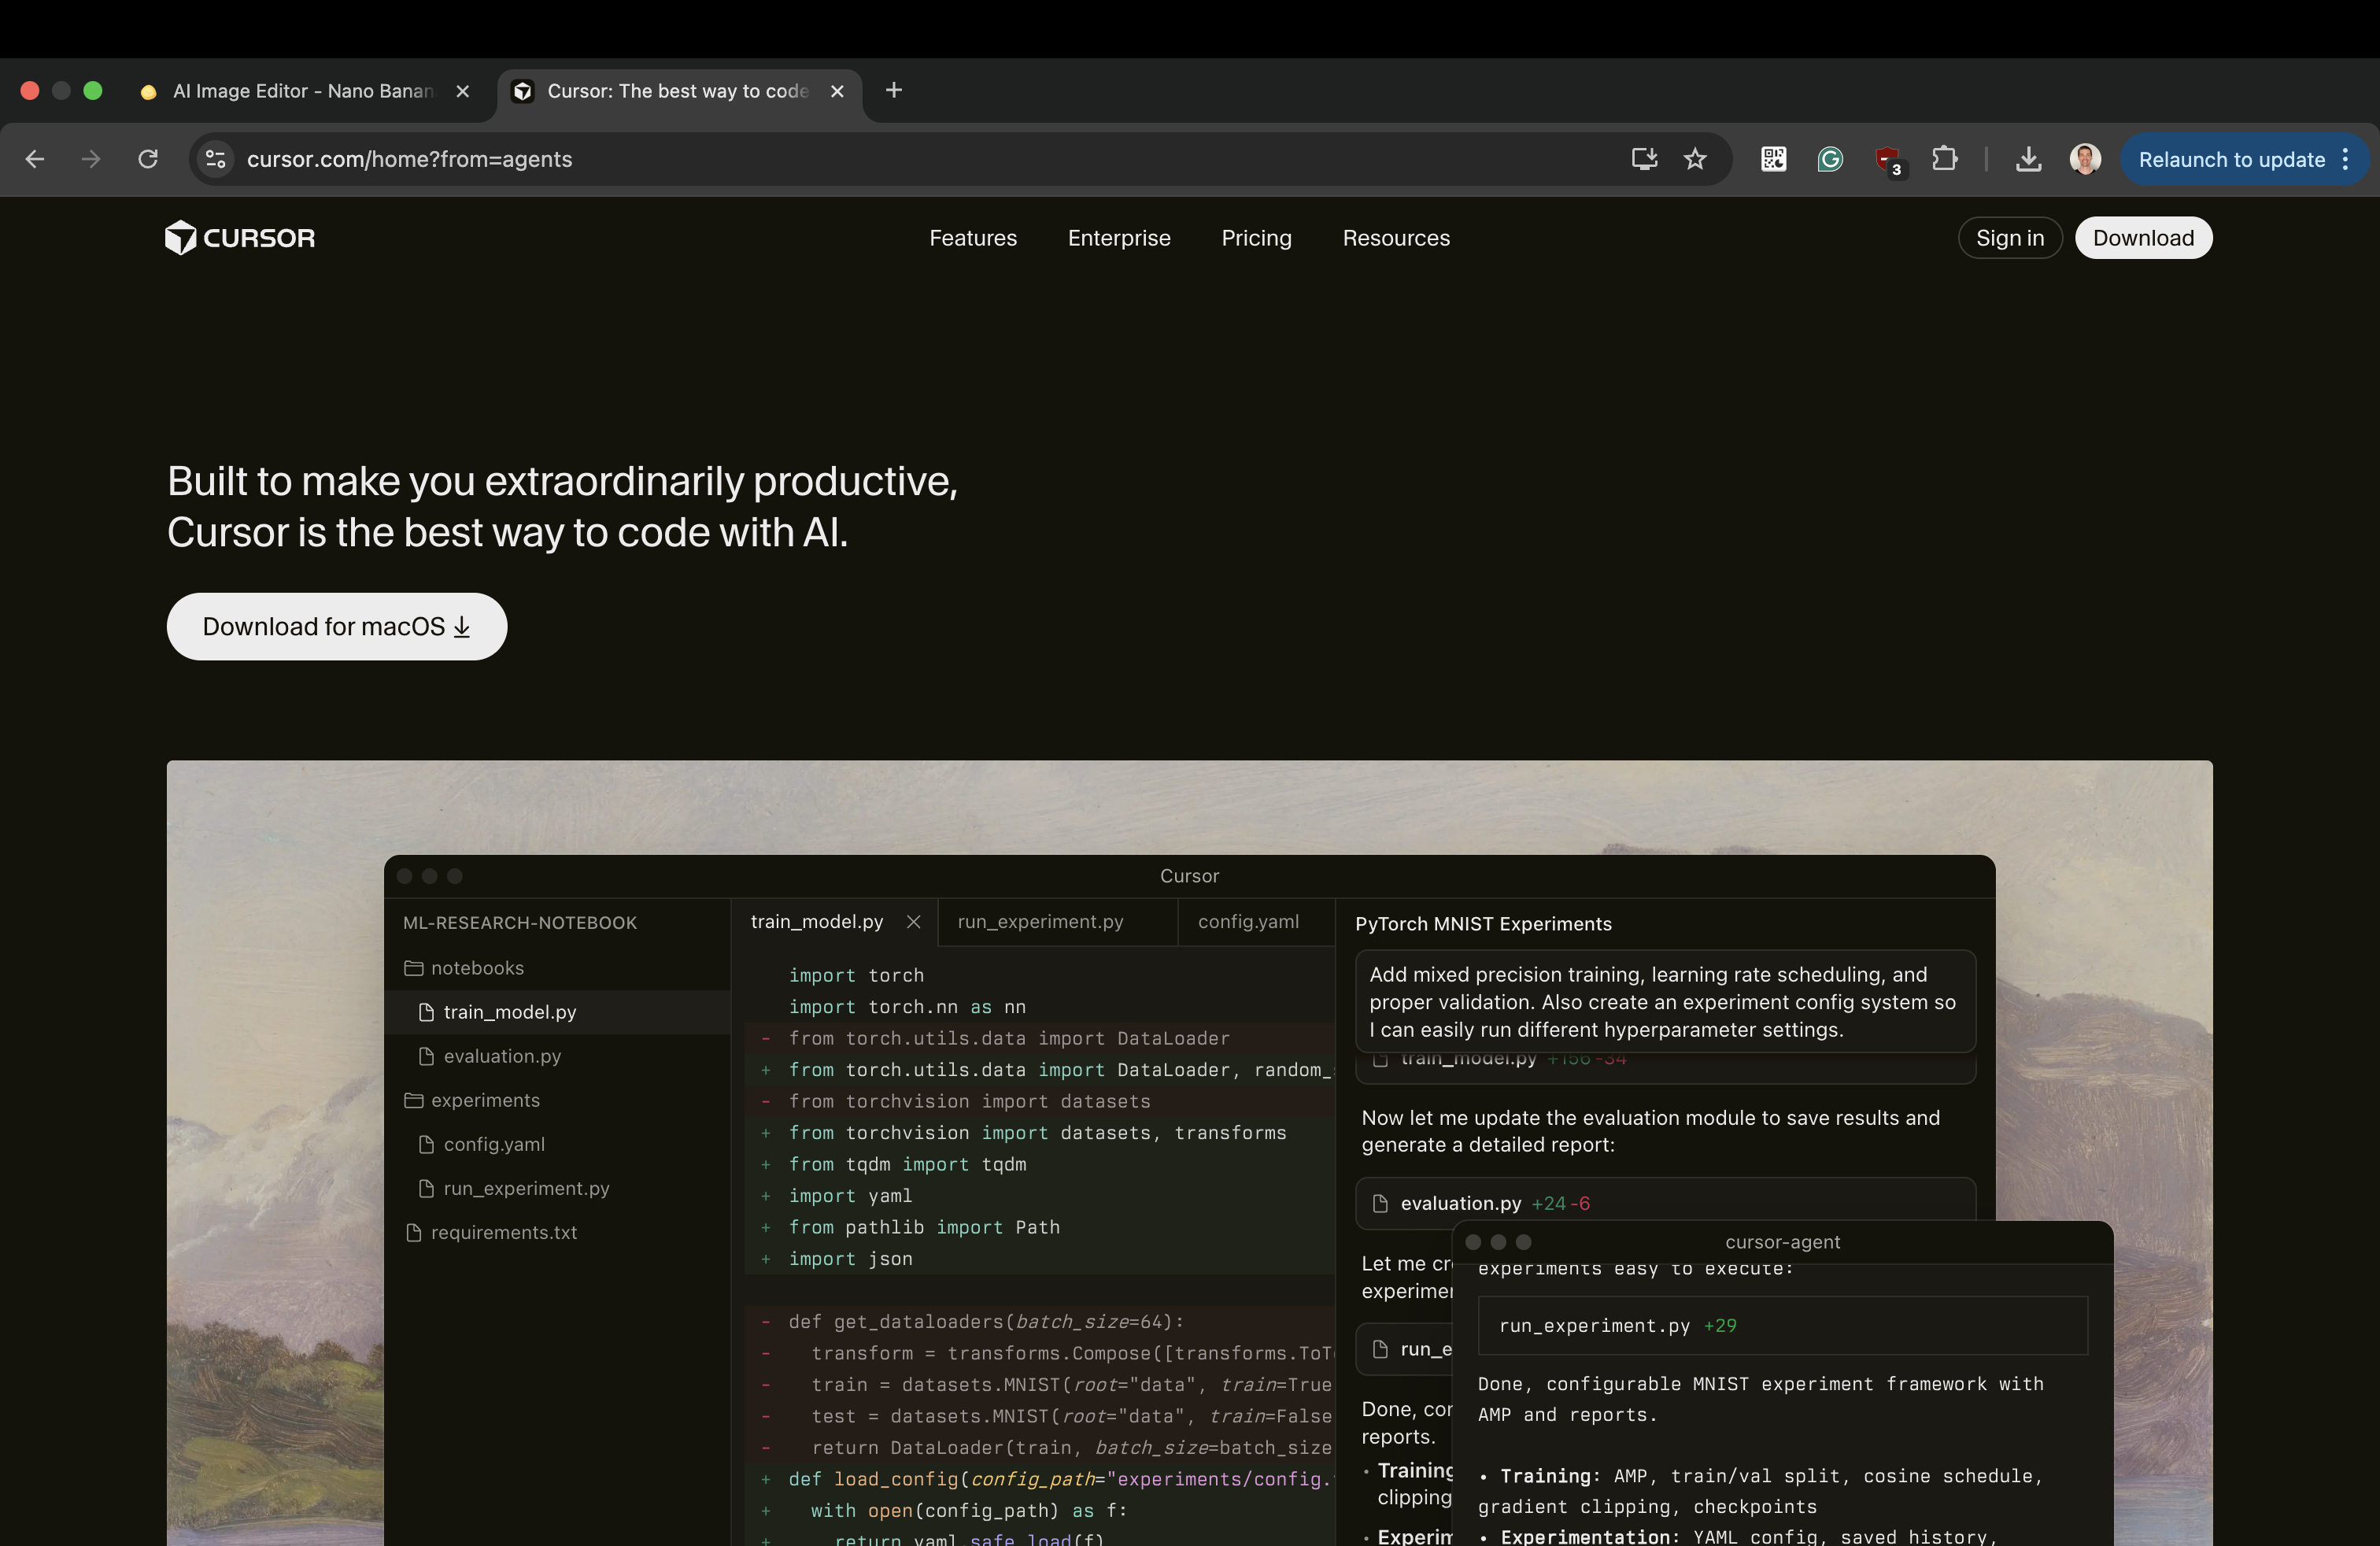 AI Image Editor - Nano Banan
Cursor: The best way to code
cursor.com/home?from=agents
3
Relaunch to update
CURSOR
Features
Enterprise
Pricing
Resources
Sign in
Download
Built to make you extraordinarily productive,
Cursor is the best way to code with AI.
Download for macOS
Cursor
ML-RESEARCH-NOTEBOOK
notebooks
train_model.py
evaluation.py
experiments
config.yaml
run_experiment.py
requirements.txt
train_model.py
run_experiment.py
config.yaml
import torch
import torch.nn as nn
- from torch.utils.data import DataLoader
+ from torch.utils.data import DataLoader, random_
- from torchvision import datasets
+ from torchvision import datasets, transforms
+ from tqdm import tqdm
+ import yaml
+ from pathlib import Path
+ import json
- def get_dataloaders(batch_size=64):
- transform = transforms.Compose([transforms.ToT
- train = datasets.MNIST(root="data", train=True
- test = datasets.MNIST(root="data", train=False
- return DataLoader(train, batch_size=batch_size
+ def load_config(config_path="experiments/config.
+ with open(config_path) as f:
+ return yaml.safe_load(f)
PyTorch MNIST Experiments
Add mixed precision training, learning rate scheduling, and
proper validation. Also create an experiment config system so
I can easily run different hyperparameter settings.
train_model.py +156 -34
Now let me update the evaluation module to save results and
generate a detailed report:
evaluation.py +24 -6
Let me cr
experimen
run_e
Done, con
reports.
• Training
clipping
• Experim
cursor-agent
experiments easy to execute:
run_experiment.py +29
Done, configurable MNIST experiment framework with
AMP and reports.
• Training: AMP, train/val split, cosine schedule,
gradient clipping, checkpoints
• Experimentation: YAML config, saved history,